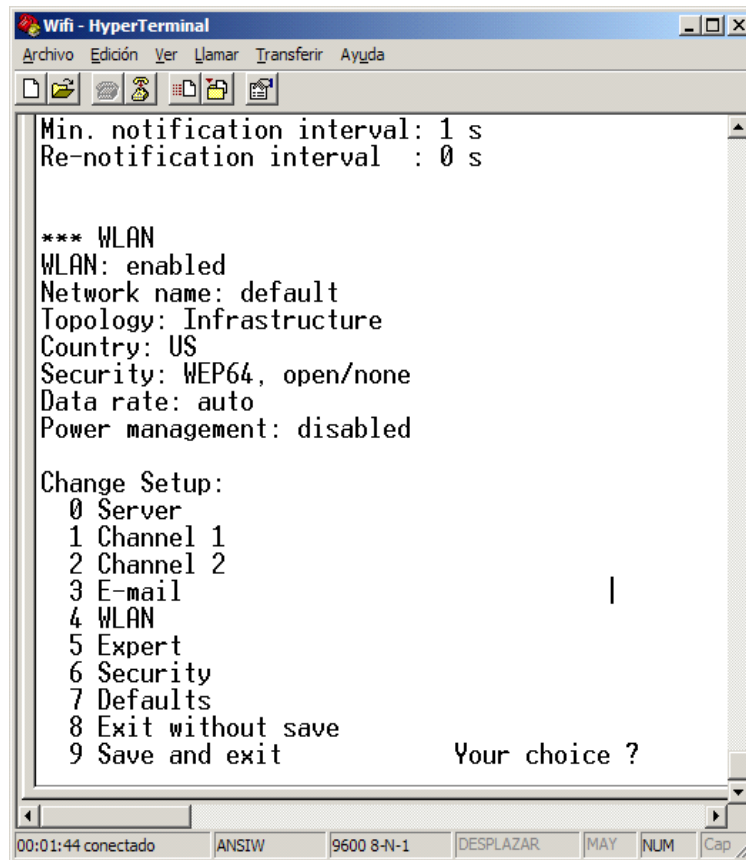 Wifi - HyperTerminal
Archivo Edición Ver Llamar Transferir Ayuda
Min. notification interval: 1 s
Re-notification interval  : 0 s
*** WLAN
WLAN: enabled
Network name: default
Topology: Infrastructure
Country: US
Security: WEP64, open/none
Data rate: auto
Power management: disabled
Change Setup:
0 Server
1 Channel 1
2 Channel 2
3 E-mail
4 WLAN
5 Expert
6 Security
7 Defaults
8 Exit without save
9 Save and exit Your choice ?
00:01:44 conectado ANSIW 9600 8-N-1 DESPLAZAR MAY NUM Cap